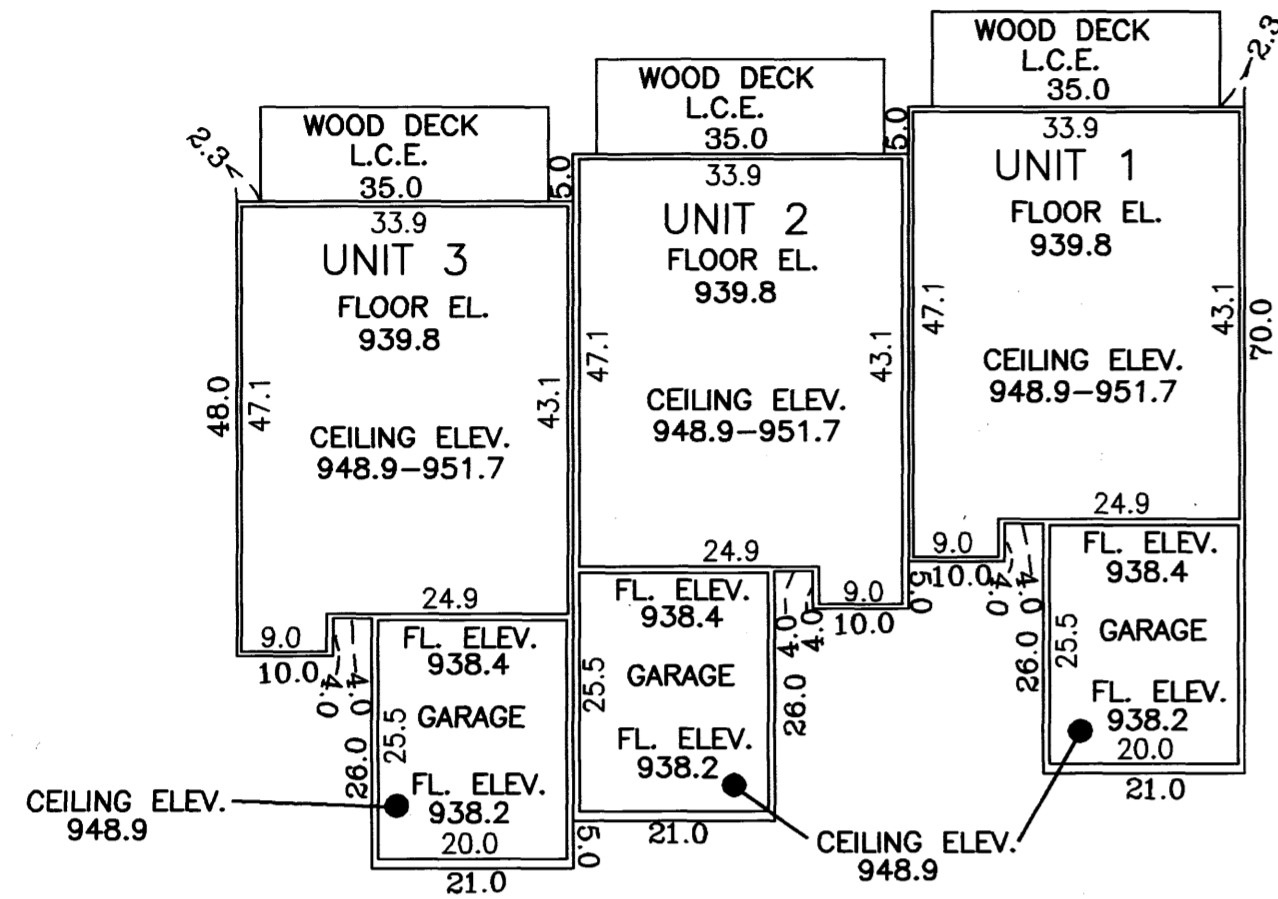 WOOD DECK
L.C.E.
35.0
2.3
33.9
5.0
UNIT 1
FLOOR EL.
939.8
47.1
43.1
70.0
CEILING ELEV.
948.9-951.7
24.9
9.0
10.0
5.0
4.0
4.0
26.0
25.5
FL. ELEV.
938.4
GARAGE
FL. ELEV.
938.2
20.0
21.0
WOOD DECK
L.C.E.
35.0
5.0
33.9
UNIT 2
FLOOR EL.
939.8
47.1
43.1
CEILING ELEV.
948.9-951.7
24.9
9.0
10.0
4.0
4.0
26.0
25.5
FL. ELEV.
938.4
GARAGE
FL. ELEV.
938.2
21.0
5.0
CEILING ELEV.
948.9
WOOD DECK
L.C.E.
35.0
2.3
33.9
UNIT 3
FLOOR EL.
939.8
48.0
47.1
43.1
CEILING ELEV.
948.9-951.7
24.9
9.0
10.0
4.0
4.0
26.0
25.5
FL. ELEV.
938.4
GARAGE
FL. ELEV.
938.2
20.0
21.0
CEILING ELEV.
948.9